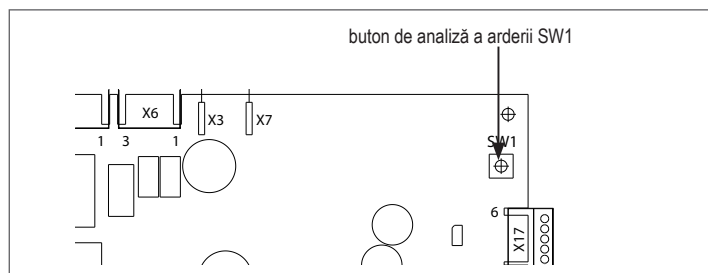 buton de analiză a arderii SW1
X6
X3
X7
1
3
1
SW1
6
X17